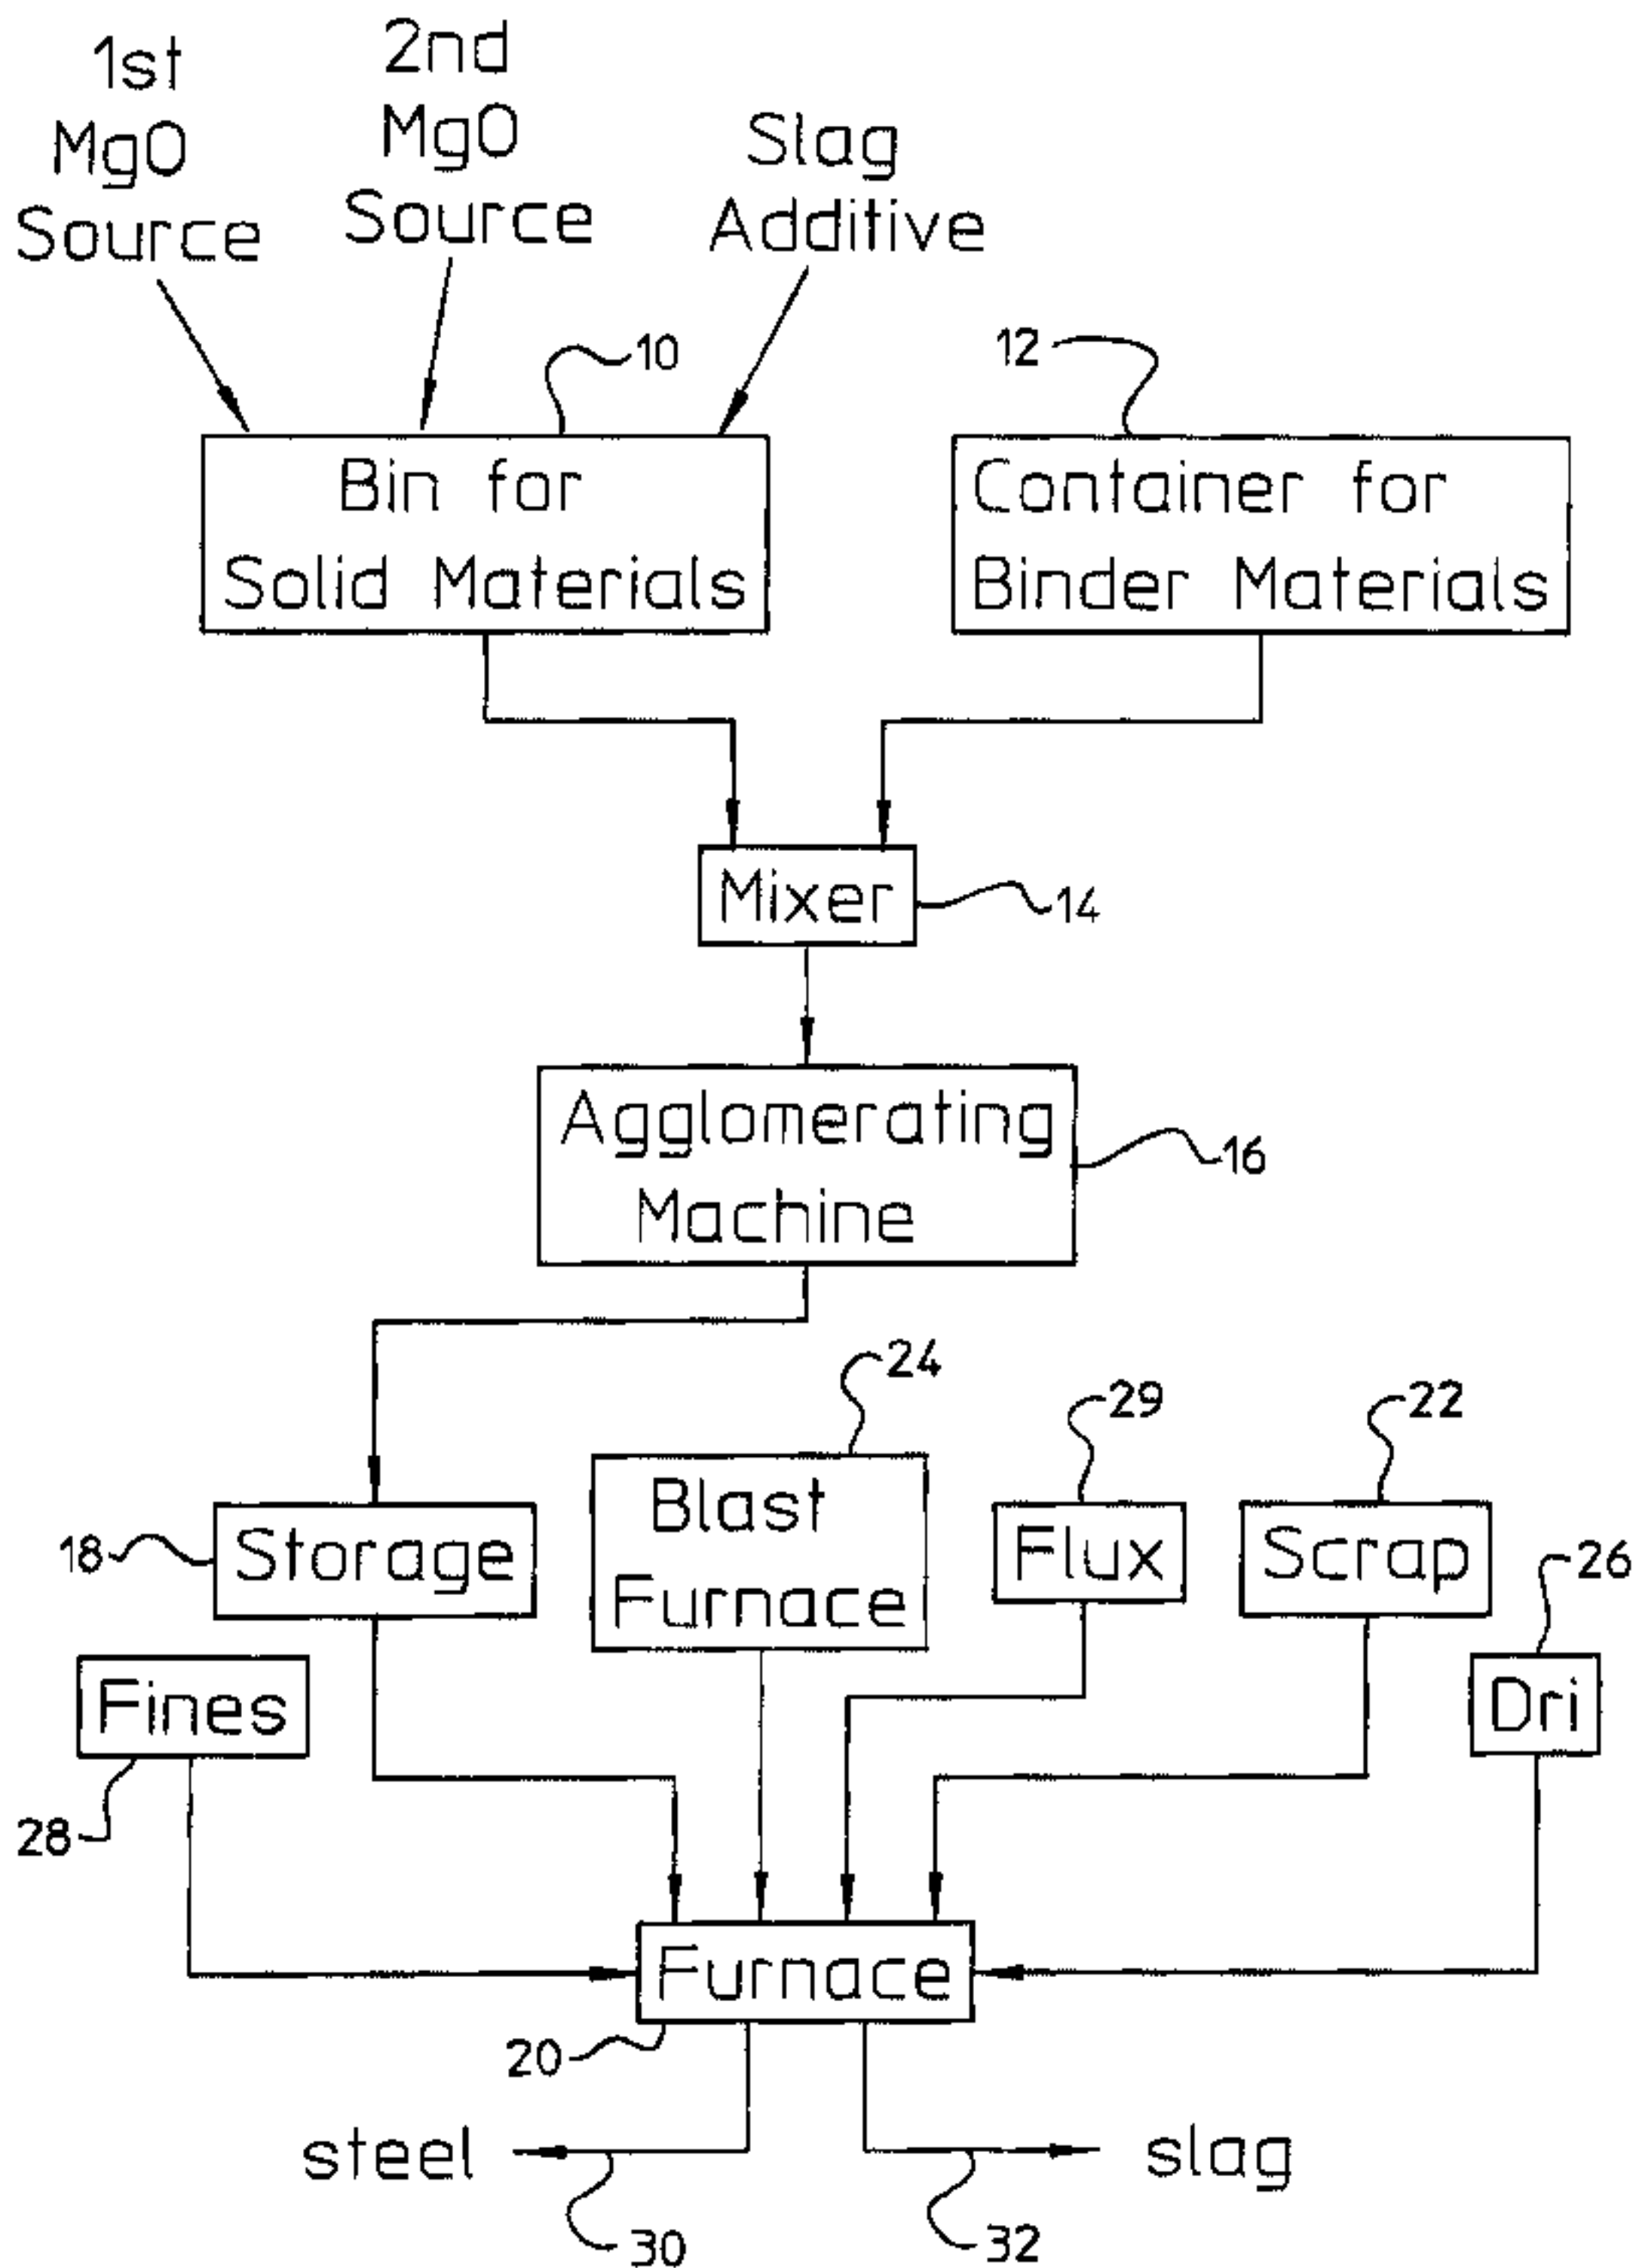 1st
MgO
Source
2nd
MgO
Source
Slag
Additive
10
12
Bin for
Solid Materials
Container for
Binder Materials
Mixer
14
Agglomerating
Machine
16
24
29
22
Blast
Furnace
18
Storage
Flux
Scrap
26
Fines
Dri
28
Furnace
20
steel
slag
30
32